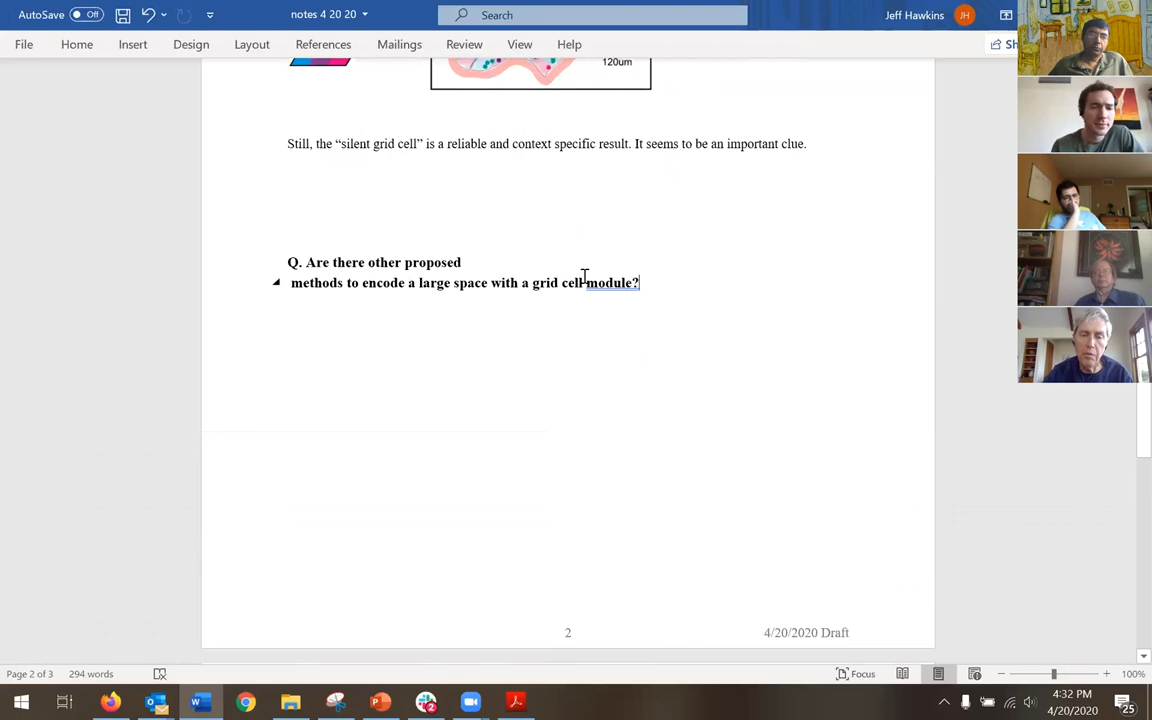 AutoSave Off notes 4 20 20 Search Jeff Hawkins JH
File Home Insert Design Layout References Mailings Review View Help Sh
120um
Still, the “silent grid cell” is a reliable and context specific result. It seems to be an important clue.
Q. Are there other proposed
methods to encode a large space with a grid cell module?
2 4/20/2020 Draft
Page 2 of 3 294 words Focus 100%
4:32 PM
4/20/2020
25
2